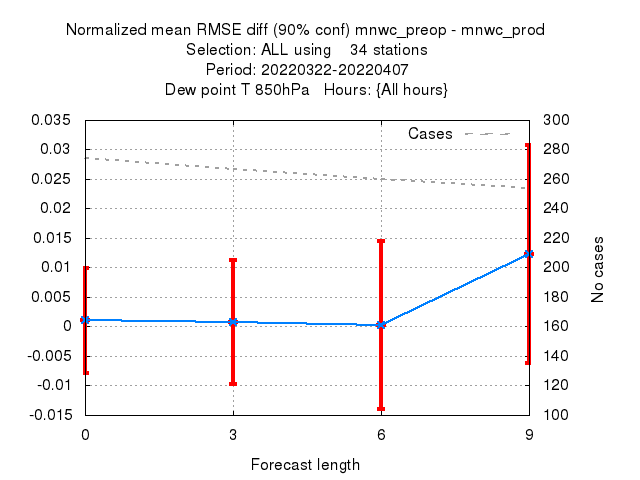 Normalized mean RMSE diff (90% conf) mnwc_preop - mnwc_prod
Selection: ALL using    34 stations
Period: 20220322-20220407
Dew point T 850hPa   Hours: {All hours}
Cases
0.035
0.03
0.025
0.02
0.015
0.01
0.005
0
-0.005
-0.01
-0.015
300
280
260
240
220
200
180
160
140
120
100
No cases
0 3 6 9
Forecast length